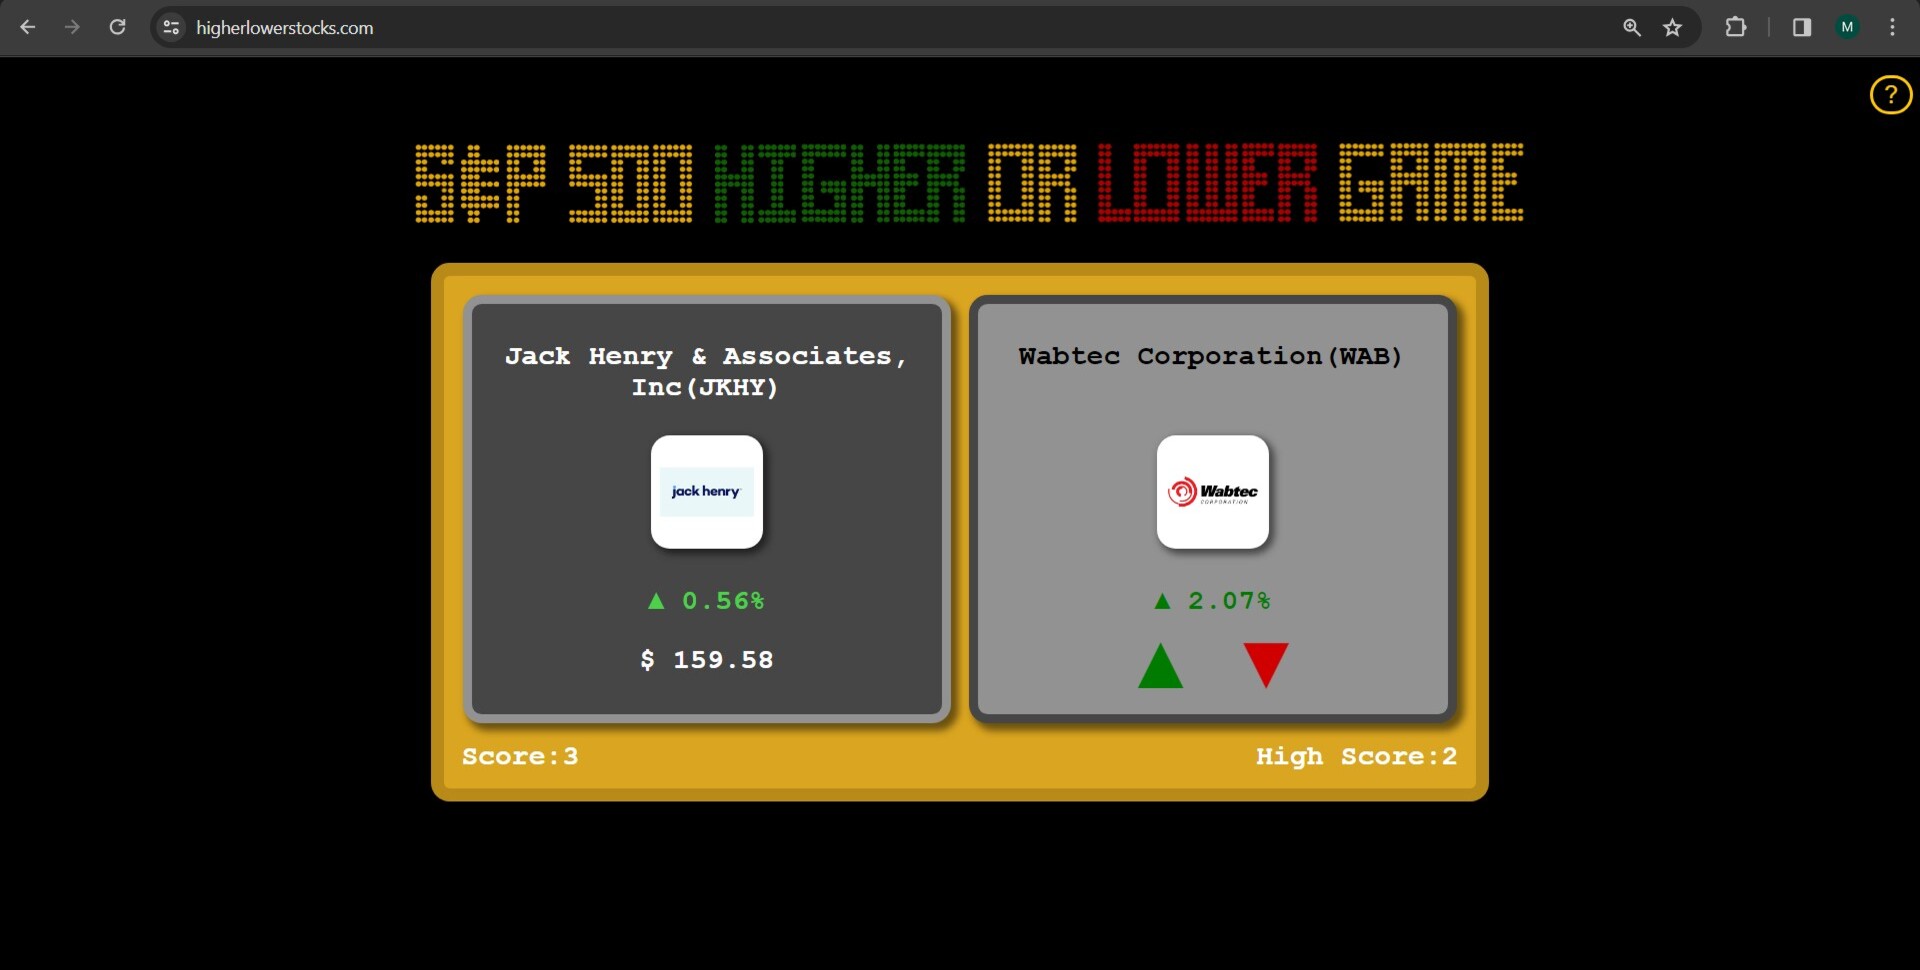 higherlowerstocks.com
M
?
S&P 500 HIGHER OR LOWER GAME
Jack Henry & Associates,
Inc(JKHY)
jack henry
▲ 0.56%
$ 159.58
Wabtec Corporation(WAB)
Wabtec
CORPORATION
▲ 2.07%
Score:3
High Score:2